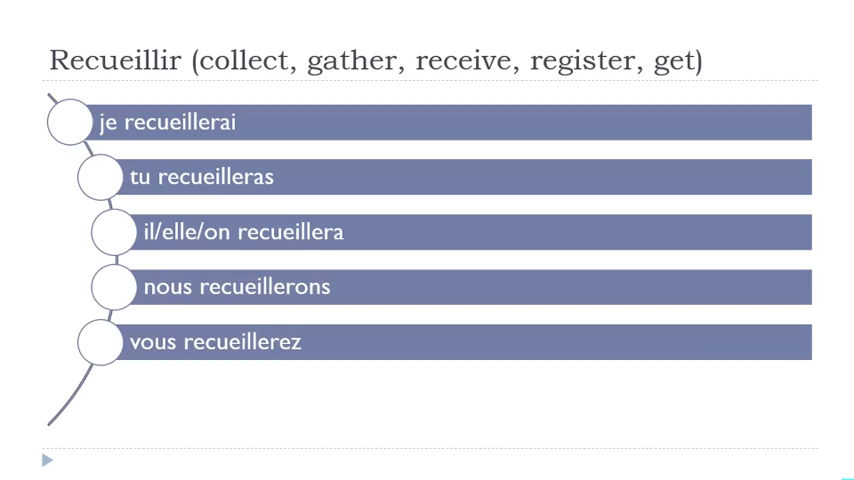 Recueillir (collect, gather, receive, register, get)
je recueillerai
tu recueilleras
il/elle/on recueillera
nous recueillerons
vous recueillerez